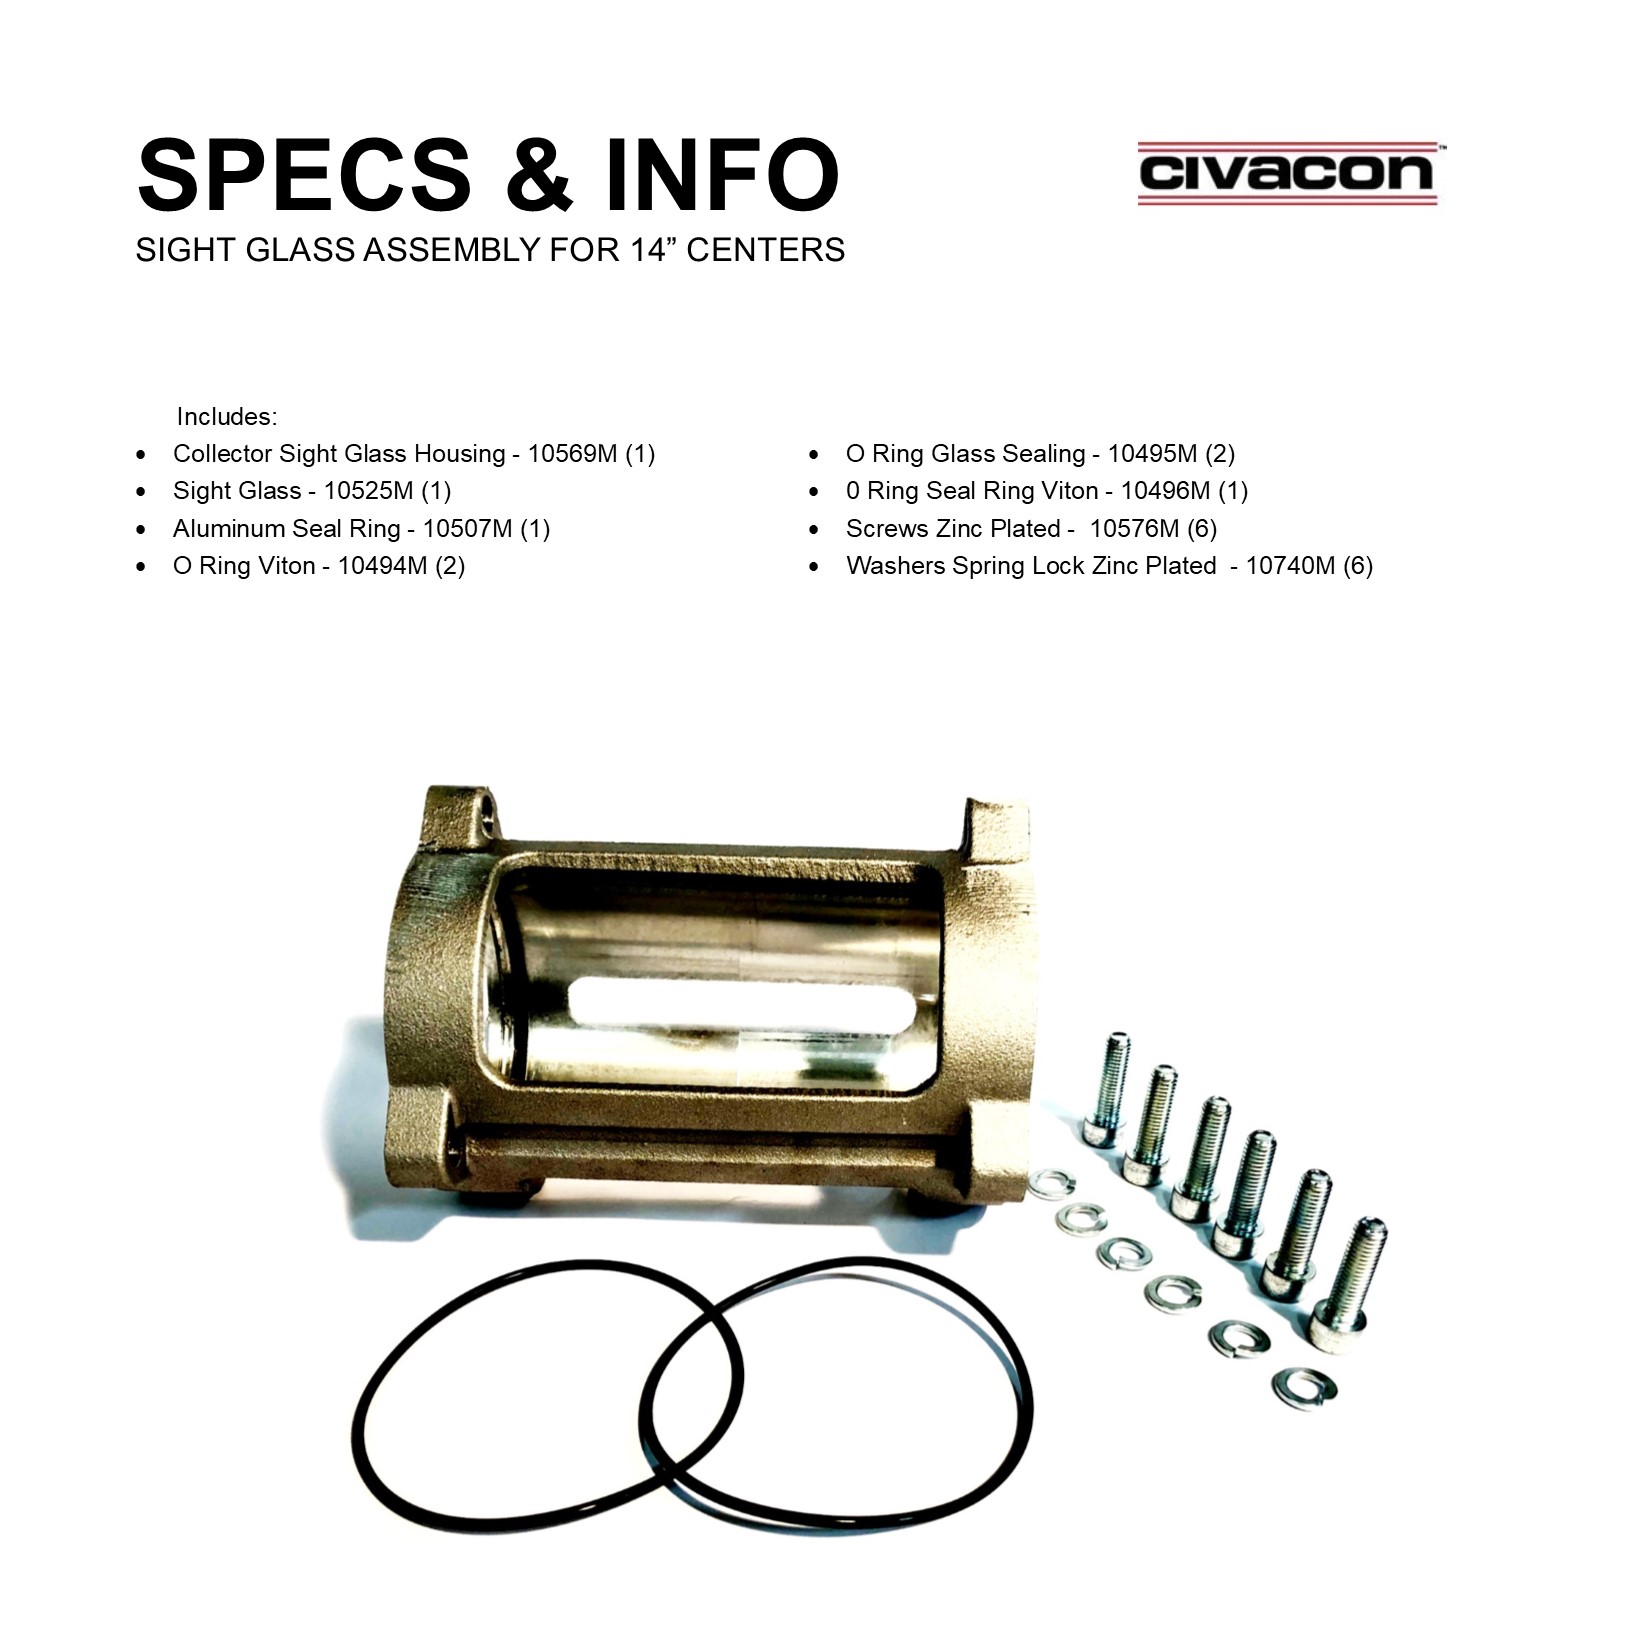 SPECS & INFO
civacon™
SIGHT GLASS ASSEMBLY FOR 14” CENTERS
Includes:
• Collector Sight Glass Housing - 10569M (1)
• Sight Glass - 10525M (1)
• Aluminum Seal Ring - 10507M (1)
• O Ring Viton - 10494M (2)
• O Ring Glass Sealing - 10495M (2)
• 0 Ring Seal Ring Viton - 10496M (1)
• Screws Zinc Plated -  10576M (6)
• Washers Spring Lock Zinc Plated  - 10740M (6)